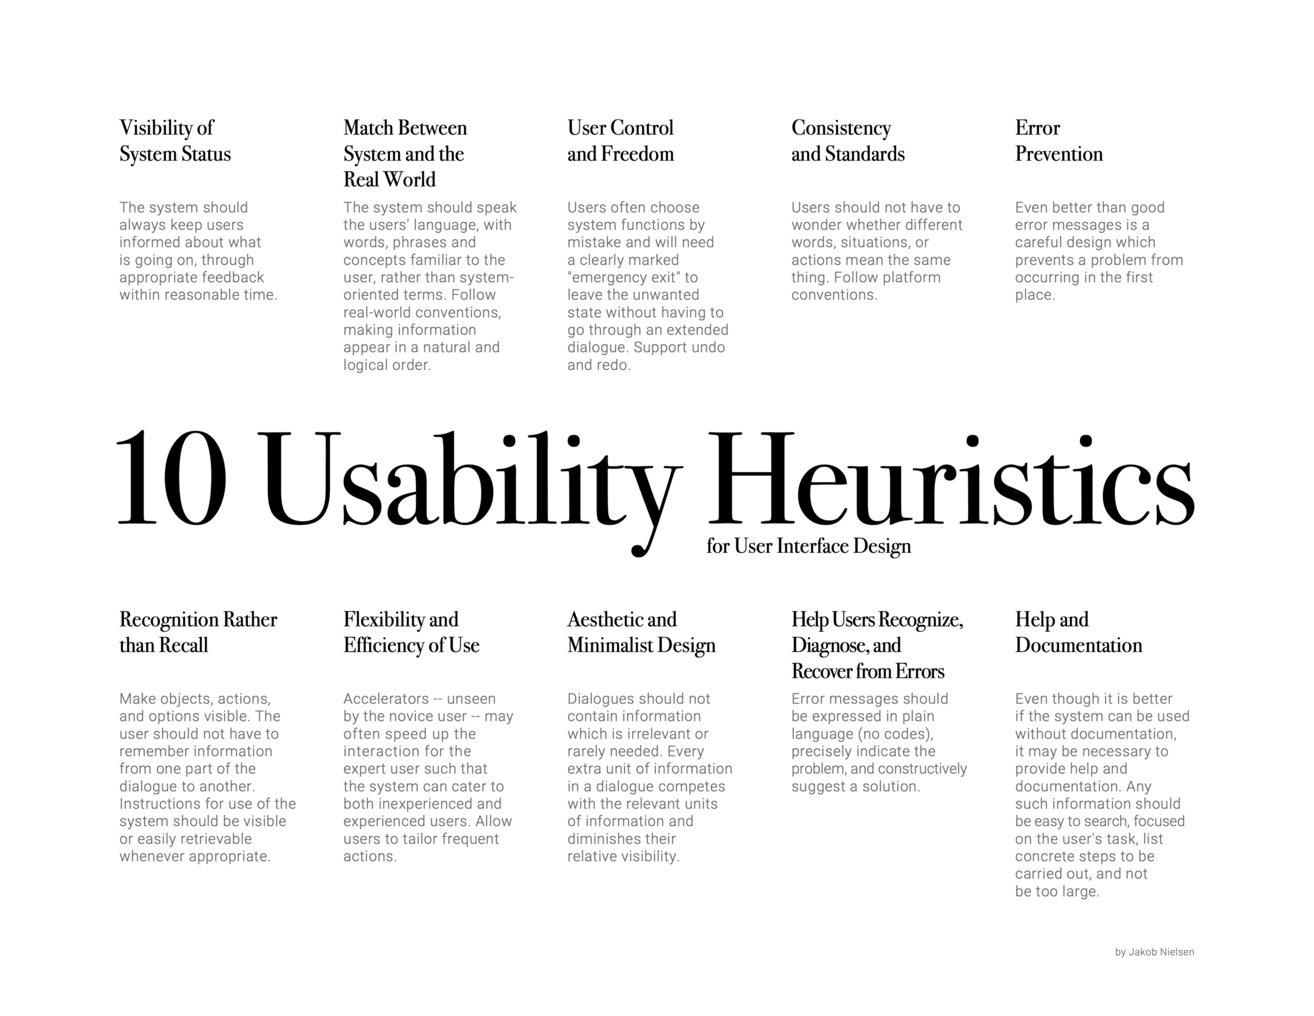 Visibility of
System Status
The system should
always keep users
informed about what
is going on, through
appropriate feedback
within reasonable time.
Match Between
System and the
Real World
The system should speak
the users' language, with
words, phrases and
concepts familiar to the
user, rather than system-
oriented terms. Follow
real-world conventions,
making information
appear in a natural and
logical order.
User Control
and Freedom
Users often choose
system functions by
mistake and will need
a clearly marked
"emergency exit" to
leave the unwanted
state without having to
go through an extended
dialogue. Support undo
and redo.
Consistency
and Standards
Users should not have to
wonder whether different
words, situations, or
actions mean the same
thing. Follow platform
conventions.
Error
Prevention
Even better than good
error messages is a
careful design which
prevents a problem from
occurring in the first
place.
10 Usability Heuristics
for User Interface Design
Recognition Rather
than Recall
Make objects, actions,
and options visible. The
user should not have to
remember information
from one part of the
dialogue to another.
Instructions for use of the
system should be visible
or easily retrievable
whenever appropriate.
Flexibility and
Efficiency of Use
Accelerators -- unseen
by the novice user -- may
often speed up the
interaction for the
expert user such that
the system can cater to
both inexperienced and
experienced users. Allow
users to tailor frequent
actions.
Aesthetic and
Minimalist Design
Dialogues should not
contain information
which is irrelevant or
rarely needed. Every
extra unit of information
in a dialogue competes
with the relevant units
of information and
diminishes their
relative visibility.
Help Users Recognize,
Diagnose, and
Recover from Errors
Error messages should
be expressed in plain
language (no codes),
precisely indicate the
problem, and constructively
suggest a solution.
Help and
Documentation
Even though it is better
if the system can be used
without documentation,
it may be necessary to
provide help and
documentation. Any
such information should
be easy to search, focused
on the user's task, list
concrete steps to be
carried out, and not
be too large.
by Jakob Nielsen